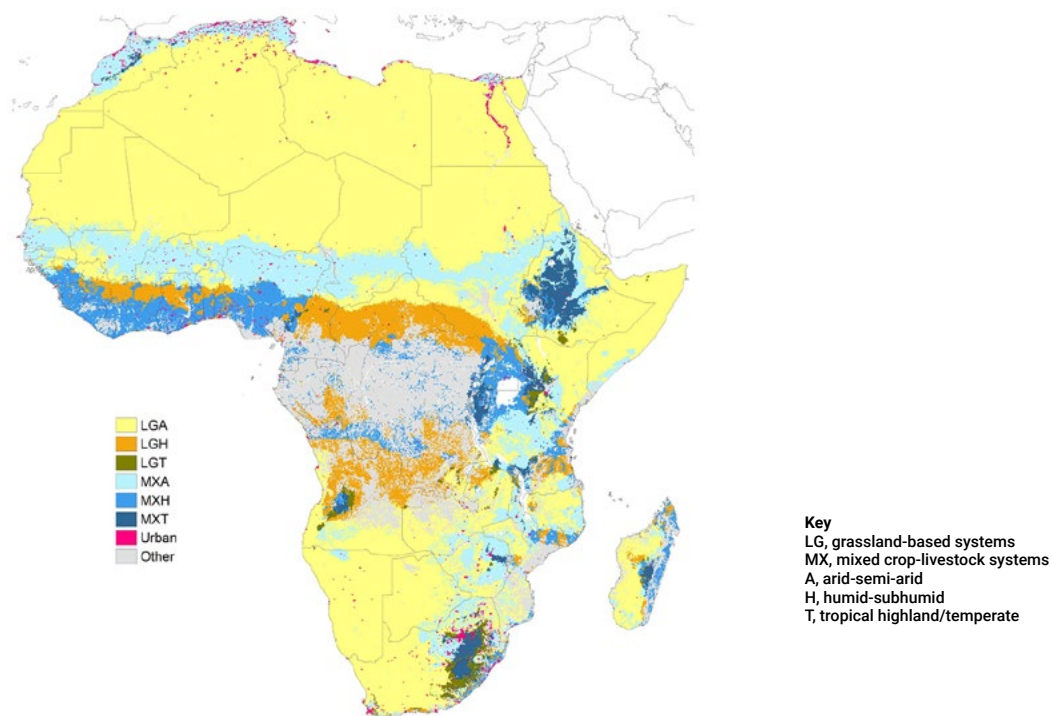 LGA
LGH
LGT
MXA
MXH
MXT
Urban
Other
Key
LG, grassland-based systems
MX, mixed crop-livestock systems
A, arid-semi-arid
H, humid-subhumid
T, tropical highland/temperate